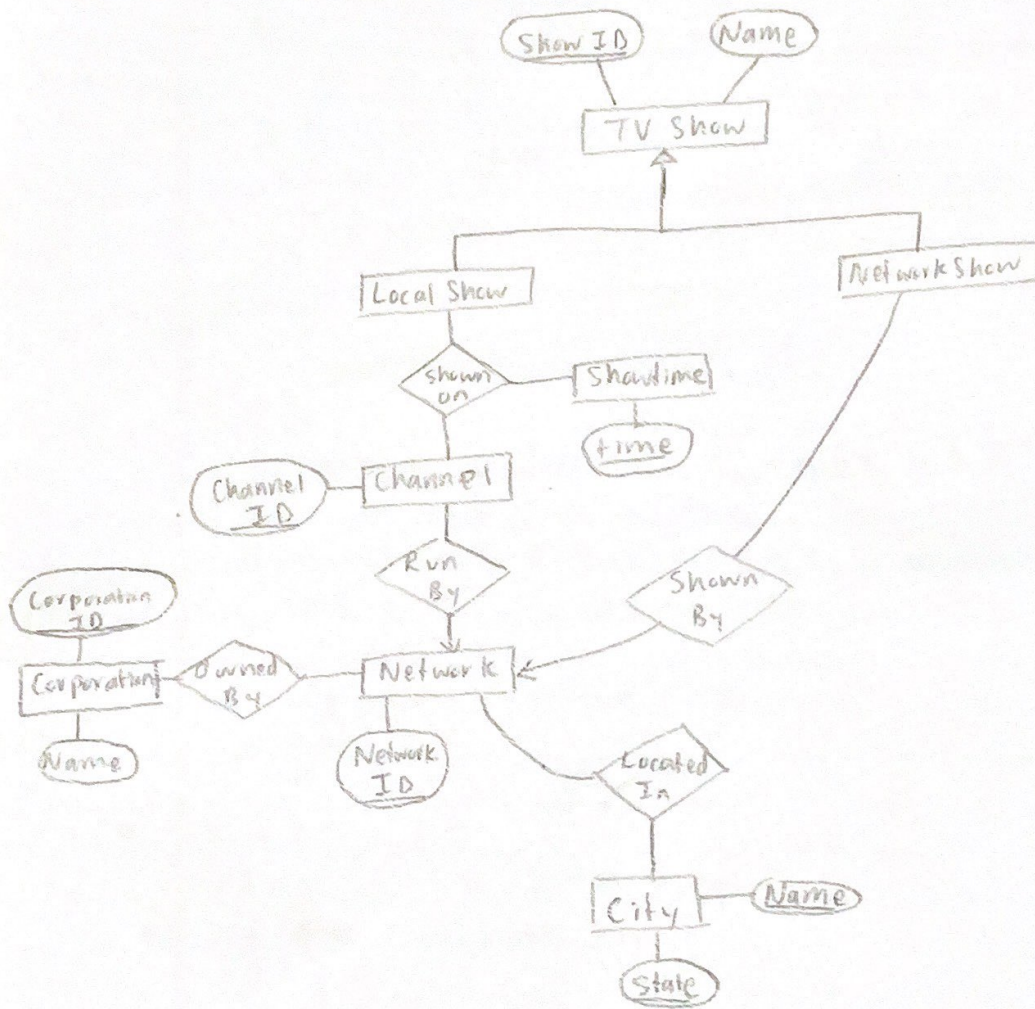 Show ID
Name
TV Show
Local Show
Network Show
Shown
on
Showtime
time
Channel
ID
Channel
Run
By
Shown
By
Corporation
ID
Corporation
Owned
By
Network
Name
Network
ID
Located
In
City
Name
State